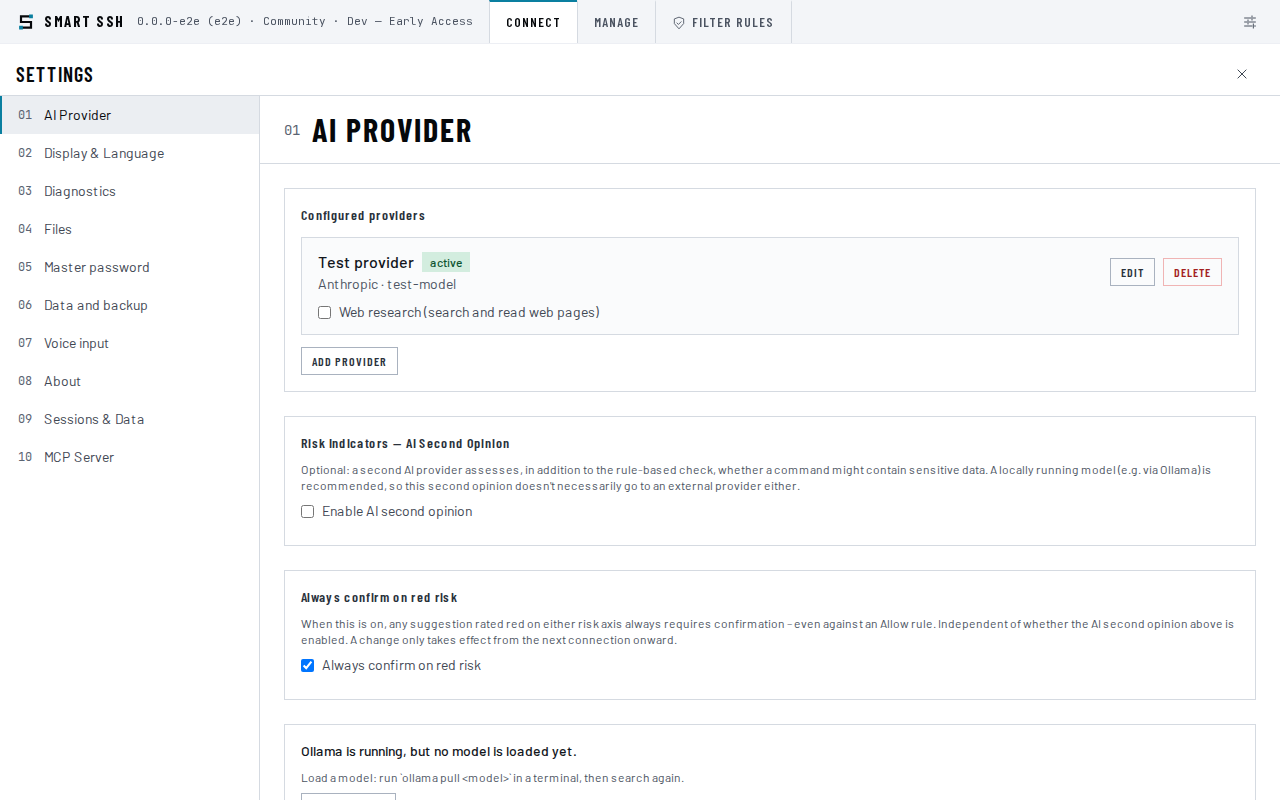 SMART SSH 0.0.0-e2e (e2e) · Community · Dev — Early Access CONNECT MANAGE FILTER RULES
SETTINGS
01 AI Provider
02 Display & Language
03 Diagnostics
04 Files
05 Master password
06 Data and backup
07 Voice input
08 About
09 Sessions & Data
10 MCP Server
01 AI PROVIDER
Configured providers
Test provider active
Anthropic · test-model
EDIT DELETE
Web research (search and read web pages)
ADD PROVIDER
Risk indicators — AI Second Opinion
Optional: a second AI provider assesses, in addition to the rule-based check, whether a command might contain sensitive data. A locally running model (e.g. via Ollama) is
recommended, so this second opinion doesn't necessarily go to an external provider either.
Enable AI second opinion
Always confirm on red risk
When this is on, any suggestion rated red on either risk axis always requires confirmation – even against an Allow rule. Independent of whether the AI second opinion above is
enabled. A change only takes effect from the next connection onward.
Always confirm on red risk
Ollama is running, but no model is loaded yet.
Load a model: run `ollama pull <model>` in a terminal, then search again.